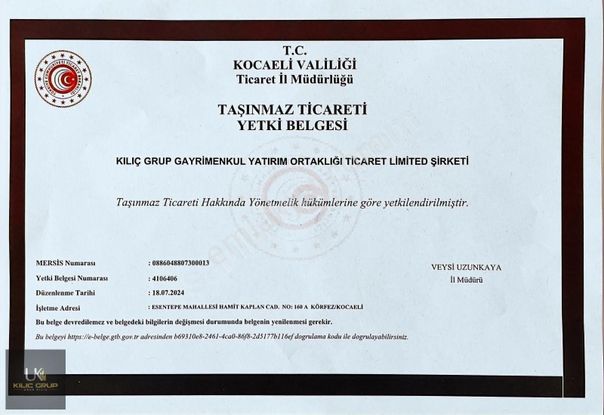 T.C.
KOCAELİ VALİLİĞİ
Ticaret İl Müdürlüğü
TAŞINMAZ TİCARETİ
YETKİ BELGESİ
KILIÇ GRUP GAYRİMENKUL YATIRIM ORTAKLIĞI TİCARET LİMİTED ŞİRKETİ
Taşınmaz Ticareti Hakkında Yönetmelik hükümlerine göre yetkilendirilmiştir.
MERSİS Numarası : 0886048807300013
Yetki Belgesi Numarası : 4106406
Düzenlenme Tarihi : 18.07.2024
İşletme Adresi : ESENTEPE MAHALLESİ HAMİT KAPLAN CAD. NO: 160 A KÖRFEZ/KOCAELİ
VEYSİ UZUNKAYA
İl Müdürü
Bu belge devredilemez ve belgedeki bilgilerin değişmesi durumunda belgenin yenilenmesi gerekir.
Bu belgeyi https://e-belge.gtb.gov.tr adresinden b69310e8-2461-4ca0-86f8-2d5177b116ef dogrulama kodu ile dogrulayabilirsiniz.
KILIÇ GRUP